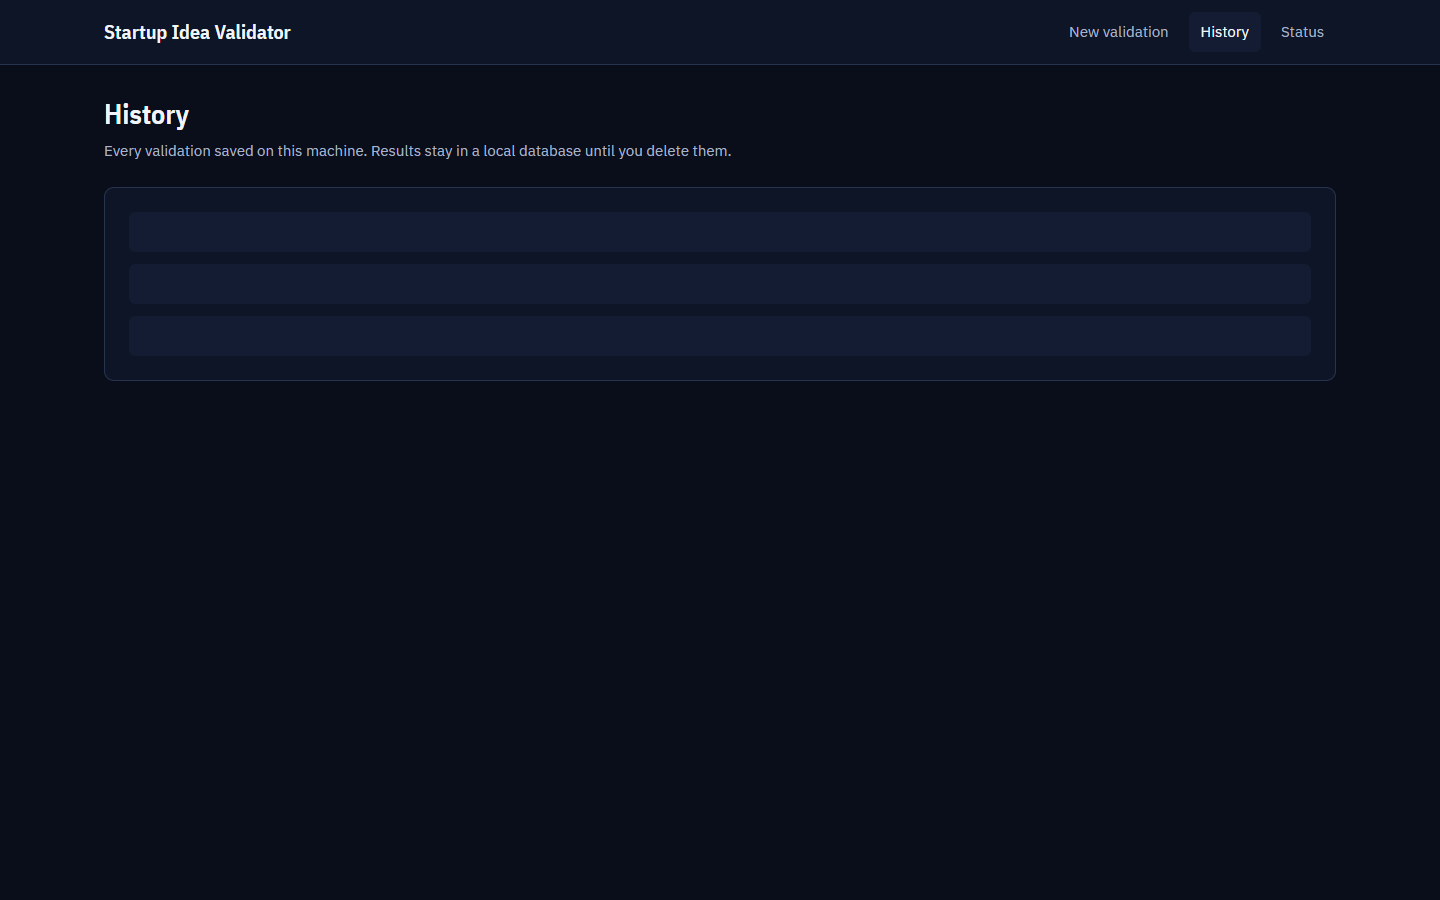 Startup Idea Validator
New validation
History
Status
History
Every validation saved on this machine. Results stay in a local database until you delete them.